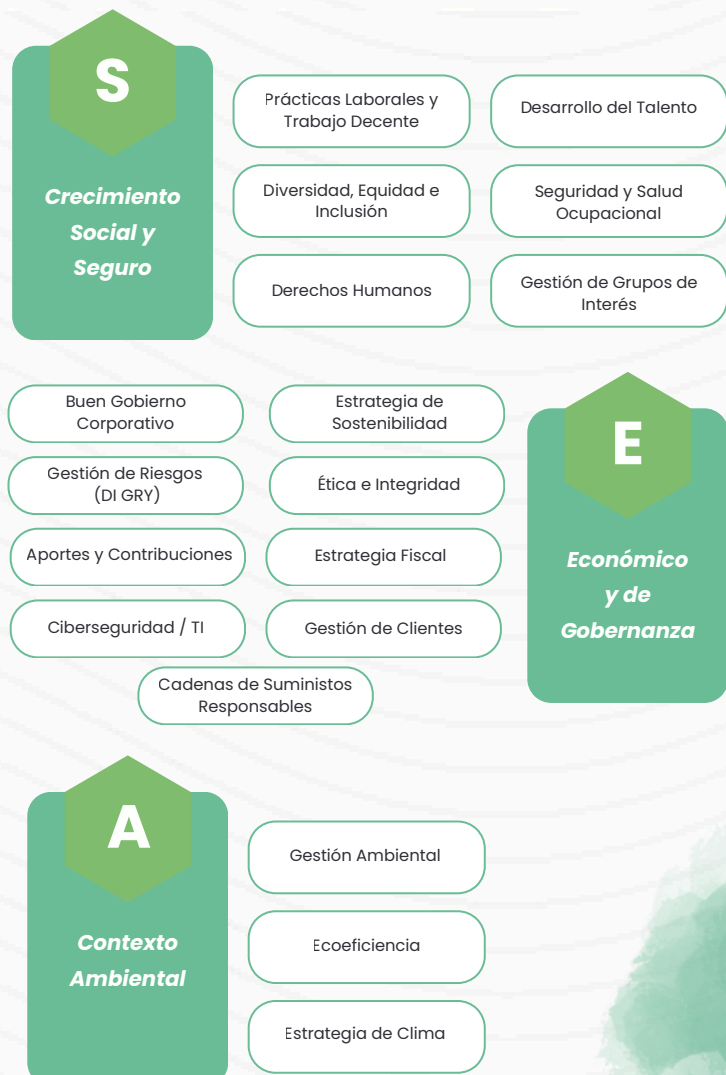 S
Crecimiento
Social y
Seguro
Prácticas Laborales y
Trabajo Decente
Desarrollo del Talento
Diversidad, Equidad e
Inclusión
Seguridad y Salud
Ocupacional
Derechos Humanos
Gestión de Grupos de
Interés
Buen Gobierno
Corporativo
Estrategia de
Sostenibilidad
Gestión de Riesgos
(DI GRY)
Ética e Integridad
Aportes y Contribuciones
Estrategia Fiscal
Ciberseguridad / TI
Gestión de Clientes
Cadenas de Suministos
Responsables
E
Económico
y de
Gobernanza
A
Contexto
Ambiental
Gestión Ambiental
Ecoeficiencia
Estrategia de Clima